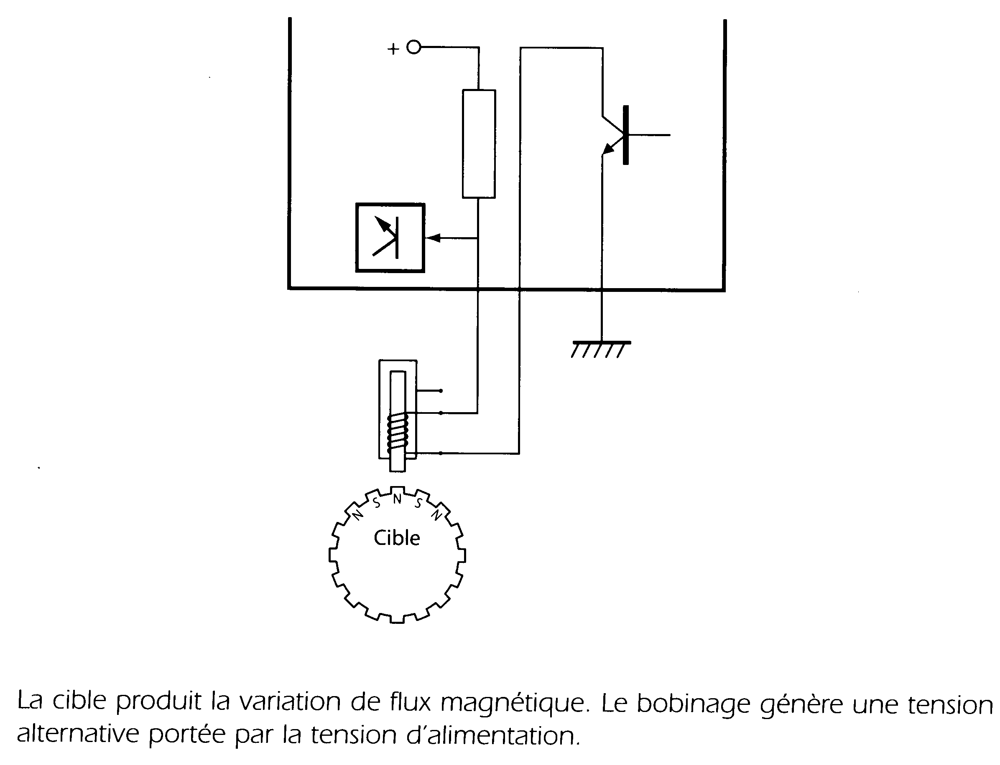 +
N S N S N
Cible
La cible produit la variation de flux magnétique. Le bobinage génère une tension
alternative portée par la tension d'alimentation.